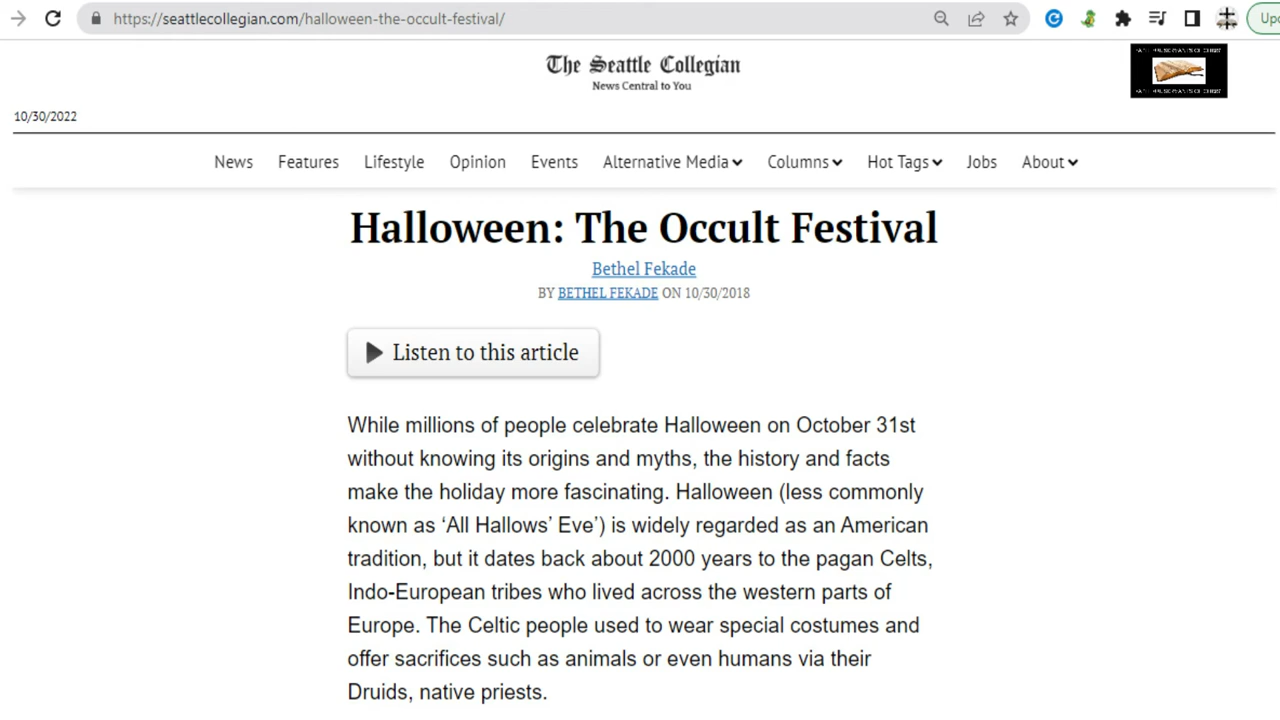 https://seattlecollegian.com/halloween-the-occult-festival/
The Seattle Collegian
News Central to You
10/30/2022
News Features Lifestyle Opinion Events Alternative Media Columns Hot Tags Jobs About
Halloween: The Occult Festival
Bethel Fekade
BY BETHEL FEKADE ON 10/30/2018
Listen to this article
While millions of people celebrate Halloween on October 31st
without knowing its origins and myths, the history and facts
make the holiday more fascinating. Halloween (less commonly
known as ‘All Hallows’ Eve’) is widely regarded as an American
tradition, but it dates back about 2000 years to the pagan Celts,
Indo-European tribes who lived across the western parts of
Europe. The Celtic people used to wear special costumes and
offer sacrifices such as animals or even humans via their
Druids, native priests.